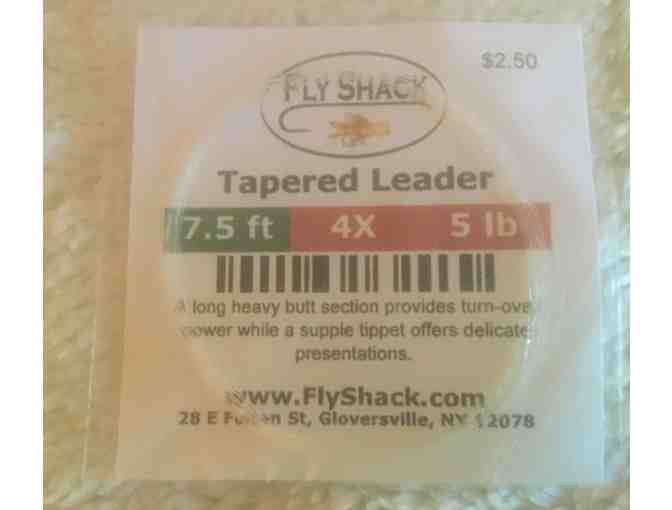 $2.50
FLY SHACK
Tapered Leader
7.5 ft 4X 5 lb
A long heavy butt section provides turn-over
power while a supple tippet offers delicate
presentations.
www.FlyShack.com
28 E Fulton St, Gloversville, NY 12078